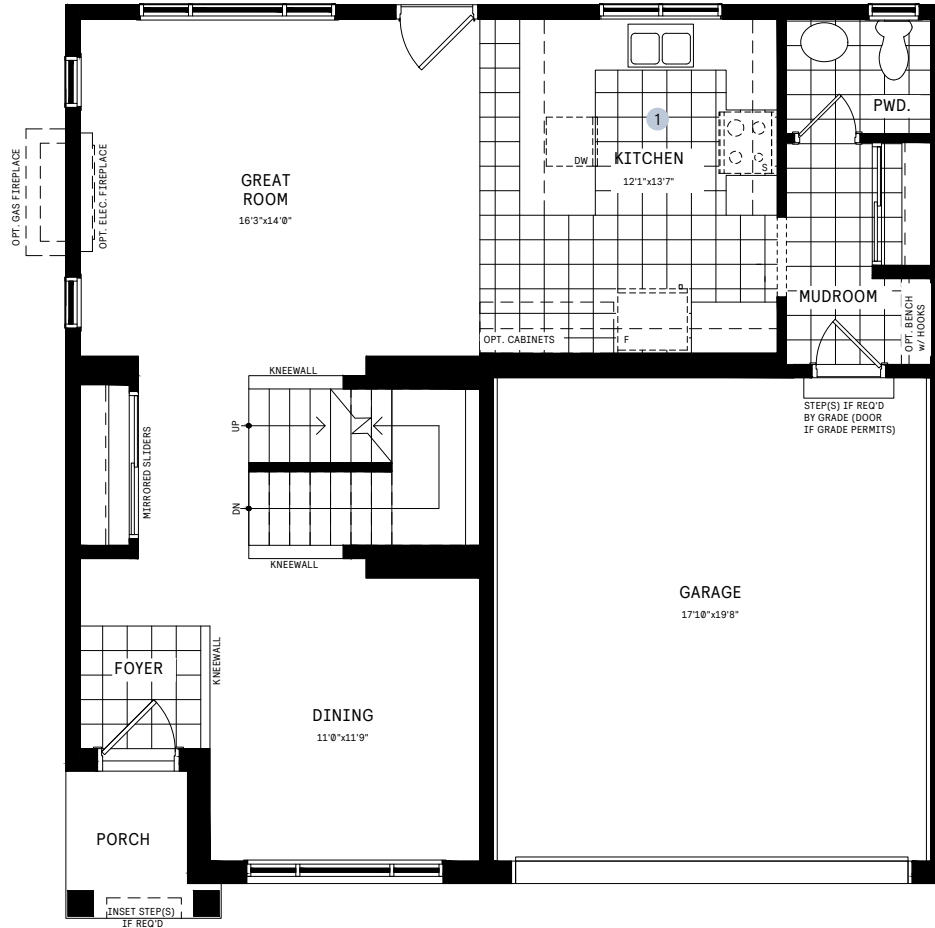 PWD.
1
DW
KITCHEN
12'1"x13'7"
S
OPT. GAS FIREPLACE
OPT. ELEC. FIREPLACE
GREAT
ROOM
16'3"x14'0"
MUDROOM
OPT. BENCH
w/ HOOKS
OPT. CABINETS
F
KNEEWALL
STEP(S) IF REQ'D
BY GRADE (DOOR
IF GRADE PERMITS)
UP
MIRRORED SLIDERS
DN
KNEEWALL
GARAGE
17'10"x19'8"
FOYER
KNEEWALL
DINING
11'0"x11'9"
PORCH
INSET STEP(S)
IF REQ'D